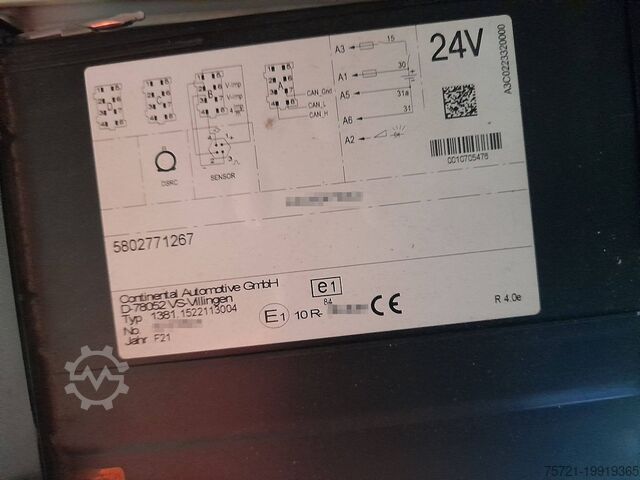 24V
A3C0223320000
A3 15
A1 30
A5 31a
A6 31
A2
0010705476
D
C
B
A
V-imp
V-imp
CAN_Gnd
CAN_L
CAN_H
DSRC
SENSOR
5802771267
Continental Automotive GmbH
D-78052 VS-Villingen
Typ 1381.1522113004
No.
Jahr F21
e1
84
E1 10 R-
CE
R 4.0e
75721-19919365